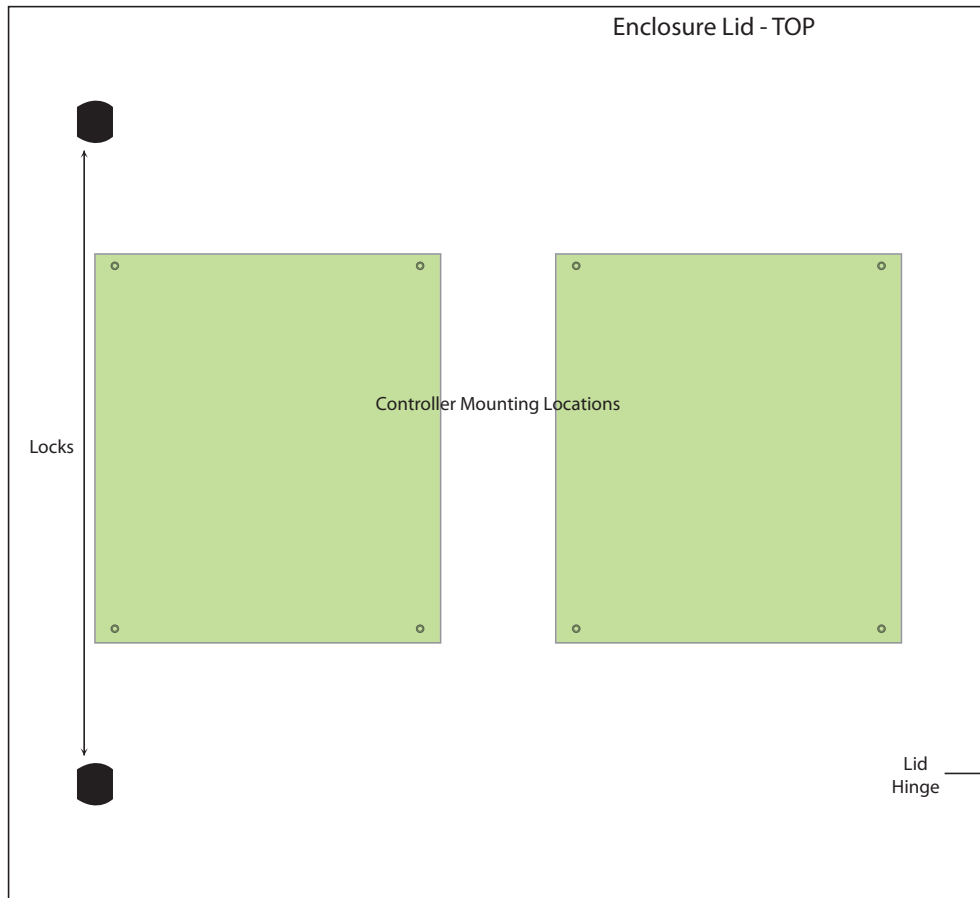 Enclosure Lid - TOP
Controller Mounting Locations
Locks
Lid
Hinge